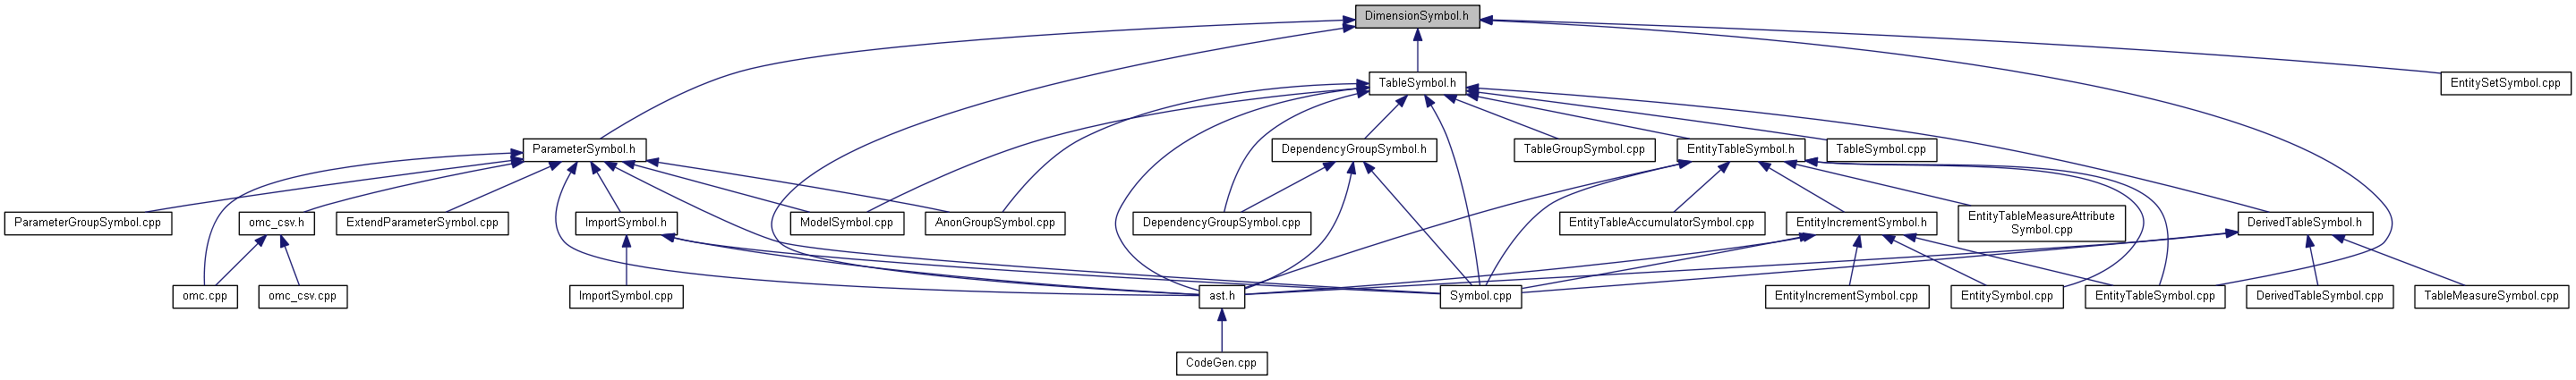 DimensionSymbol.h
TableSymbol.h
EntitySetSymbol.cpp
ParameterSymbol.h
DependencyGroupSymbol.h
TableGroupSymbol.cpp
EntityTableSymbol.h
TableSymbol.cpp
ParameterGroupSymbol.cpp
omc_csv.h
ExtendParameterSymbol.cpp
ImportSymbol.h
ModelSymbol.cpp
AnonGroupSymbol.cpp
DependencyGroupSymbol.cpp
EntityTableAccumulatorSymbol.cpp
EntityIncrementSymbol.h
EntityTableMeasureAttribute
Symbol.cpp
DerivedTableSymbol.h
omc.cpp
omc_csv.cpp
ImportSymbol.cpp
ast.h
Symbol.cpp
EntityIncrementSymbol.cpp
EntitySymbol.cpp
EntityTableSymbol.cpp
DerivedTableSymbol.cpp
TableMeasureSymbol.cpp
CodeGen.cpp